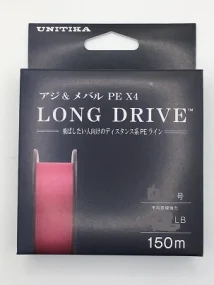 UNITIKA
アジ & メバル PE X4
LONG DRIVE™
飛ばしたい人向けのディスタンス系PEライン
号
LB
150m